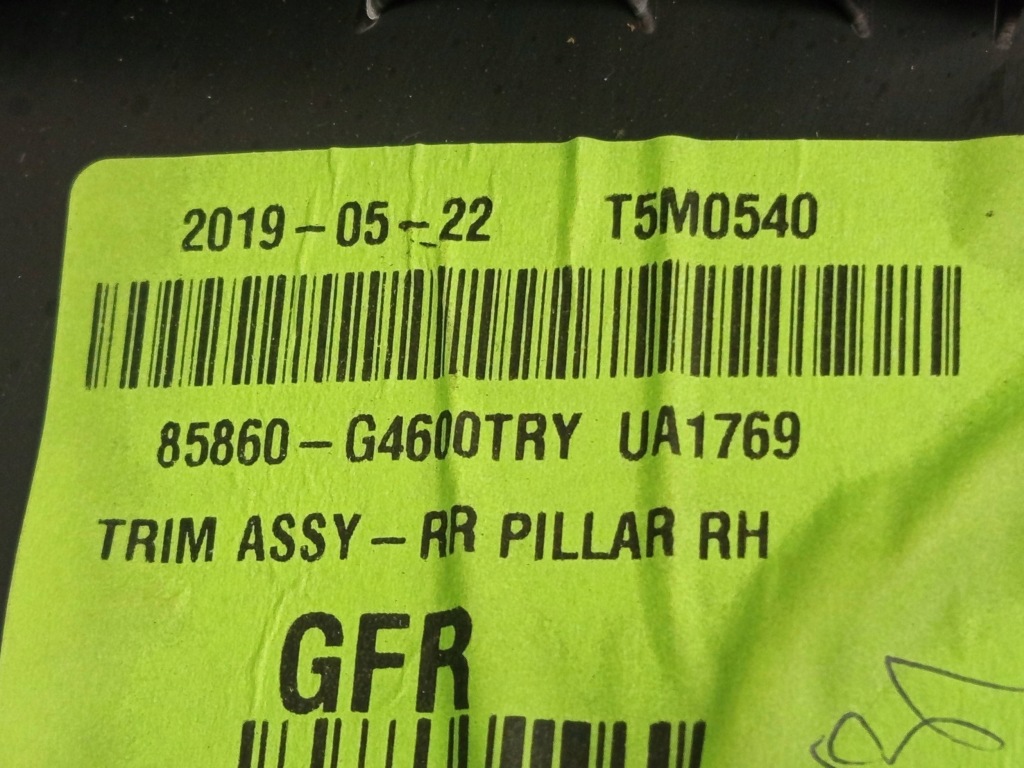 2019-05-22 T5M0540
85860-G4600TRY UA1769
TRIM ASSY-RR PILLAR RH
GFR